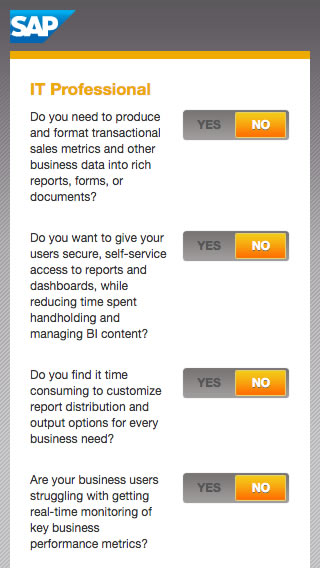 SAP
IT Professional
Do you need to produce
and format transactional
sales metrics and other
business data into rich
reports, forms, or
documents?
YES NO
Do you want to give your
users secure, self-service
access to reports and
dashboards, while
reducing time spent
handholding and
managing BI content?
YES NO
Do you find it time
consuming to customize
report distribution and
output options for every
business need?
YES NO
Are your business users
struggling with getting
real-time monitoring of
key business
performance metrics?
YES NO